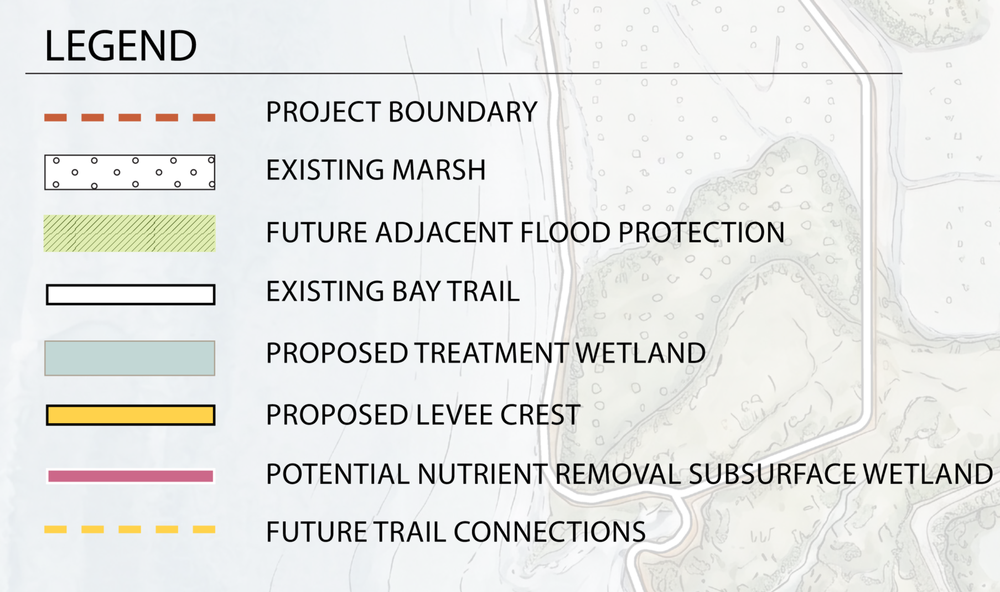 LEGEND
PROJECT BOUNDARY
EXISTING MARSH
FUTURE ADJACENT FLOOD PROTECTION
EXISTING BAY TRAIL
PROPOSED TREATMENT WETLAND
PROPOSED LEVEE CREST
POTENTIAL NUTRIENT REMOVAL SUBSURFACE WETLAND
FUTURE TRAIL CONNECTIONS